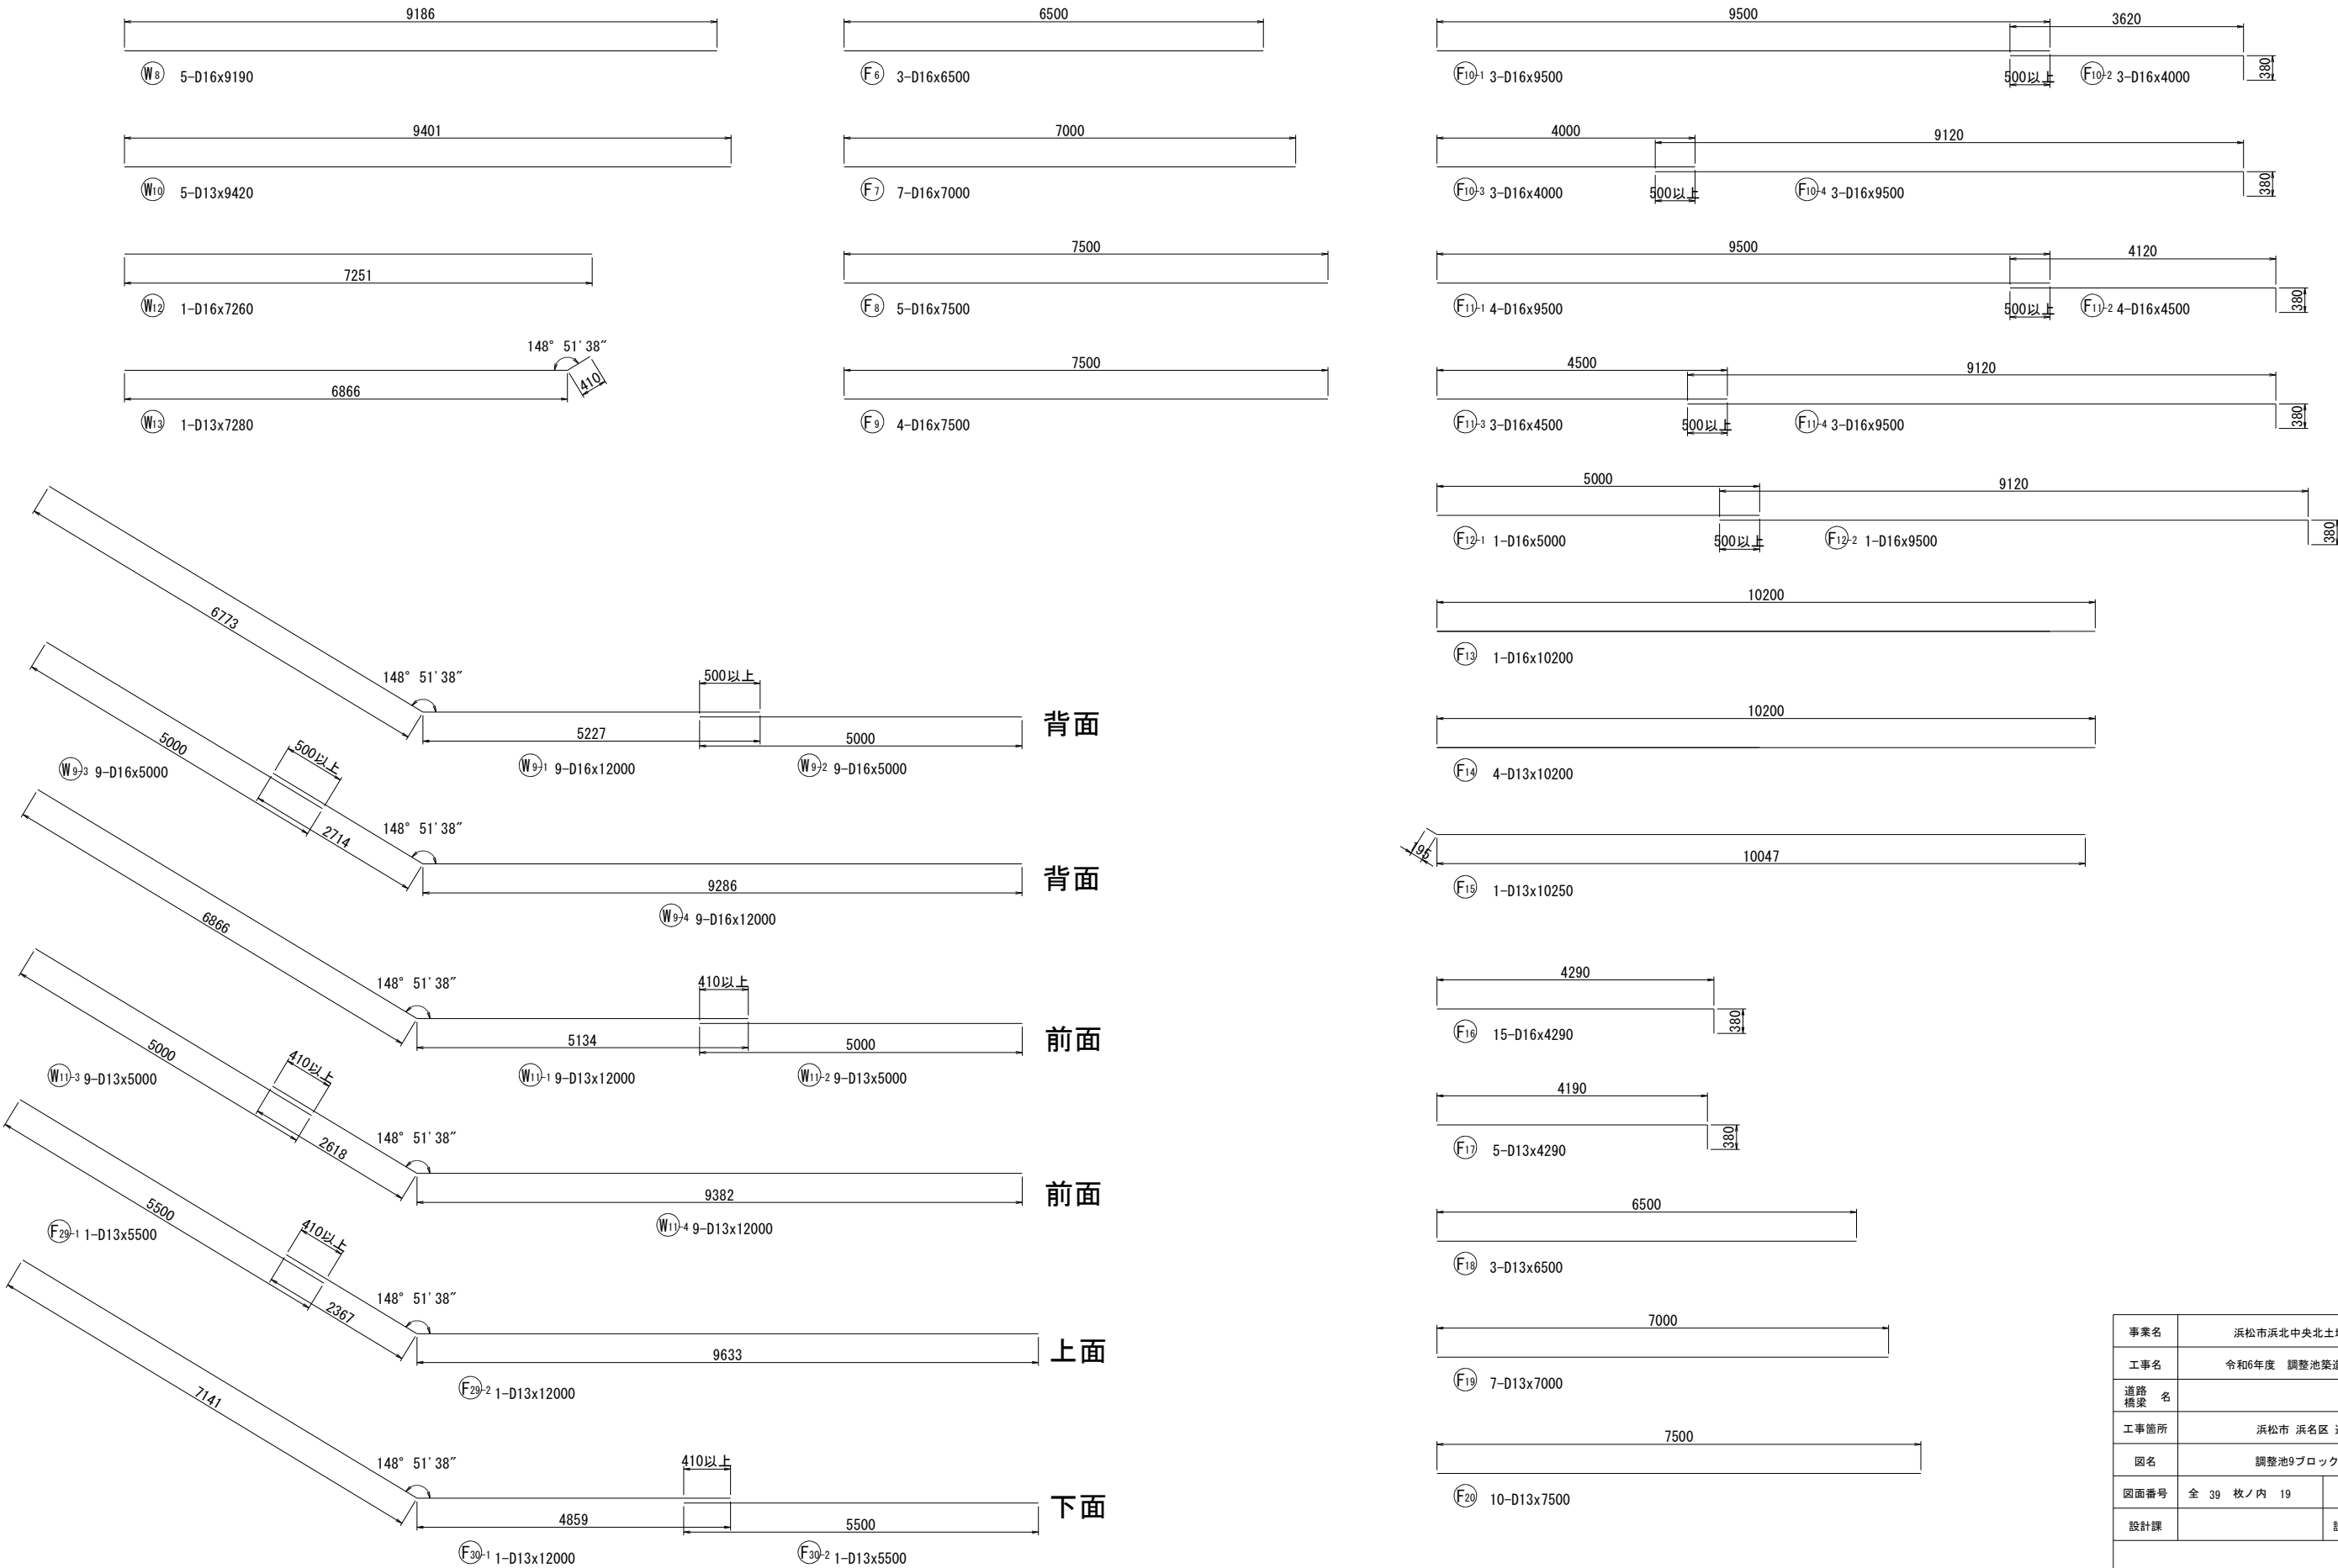 9186
W8 5-D16x9190
9401
W10 5-D13x9420
7251
W12 1-D16x7260
148° 51'38″
410
6866
W13 1-D13x7280
6500
F6 3-D16x6500
7000
F7 7-D16x7000
7500
F8 5-D16x7500
7500
F9 4-D16x7500
6773
148° 51'38″
500以上
5227
5000
背面
W9-1 9-D16x12000
W9-2 9-D16x5000
5000
W9-3 9-D16x5000
500以上
2714
148° 51'38″
9286
背面
W9-4 9-D16x12000
6866
148° 51'38″
410以上
5134
5000
前面
W11-1 9-D13x12000
W11-2 9-D13x5000
5000
W11-3 9-D13x5000
410以上
2618
148° 51'38″
9382
前面
W11-4 9-D13x12000
5500
F29-1 1-D13x5500
410以上
2367
148° 51'38″
9633
上面
F29-2 1-D13x12000
7141
148° 51'38″
410以上
4859
5500
下面
F30-1 1-D13x12000
F30-2 1-D13x5500
9500
3620
380
500以上
F10-1 3-D16x9500
F10-2 3-D16x4000
4000
9120
380
500以上
F10-3 3-D16x4000
F10-4 3-D16x9500
9500
4120
380
500以上
F11-1 4-D16x9500
F11-2 4-D16x4500
4500
9120
380
500以上
F11-3 3-D16x4500
F11-4 3-D16x9500
5000
9120
380
500以上
F12-1 1-D16x5000
F12-2 1-D16x9500
10200
F13 1-D16x10200
10200
F14 4-D13x10200
195
10047
F15 1-D13x10250
4290
380
F16 15-D16x4290
4190
380
F17 5-D13x4290
6500
F18 3-D13x6500
7000
F19 7-D13x7000
7500
F20 10-D13x7500
事業名 浜松市浜北中央北土
工事名 令和6年度 調整池築造
道路橋梁名
工事箇所 浜松市 浜名区
図名 調整池9ブロック
図面番号 全 39 枚ノ内 19
設計課